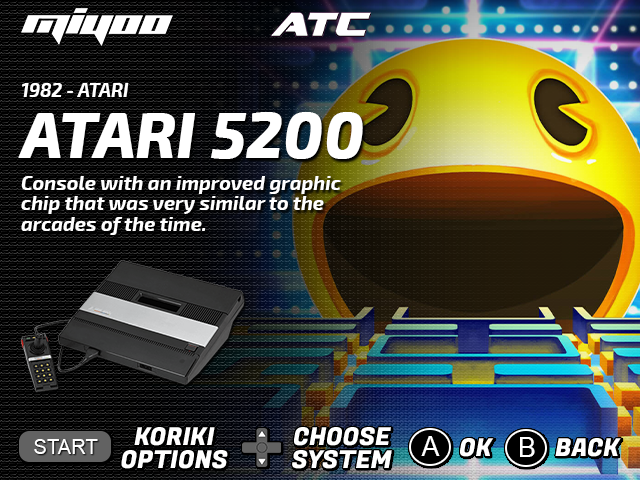 miyoo ATC
1982 - ATARI
ATARI 5200
Console with an improved graphic
chip that was very similar to the
arcades of the time.
START KORIKI OPTIONS CHOOSE SYSTEM A OK B BACK